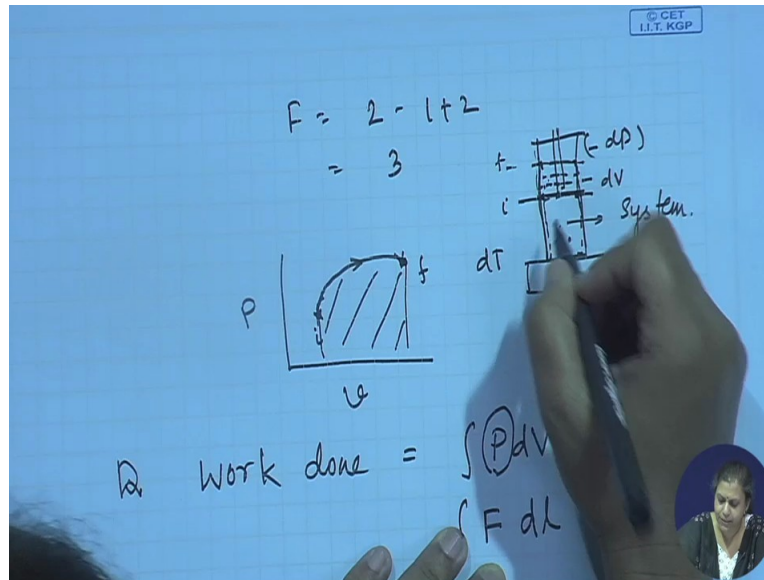 © CET
I.I.T. KGP
F = 2 - 1 + 2
= 3
(-dP)
f
dV
i
System.
dT
f
P
i
v
Work done = ∫ P dV
∫ F dl